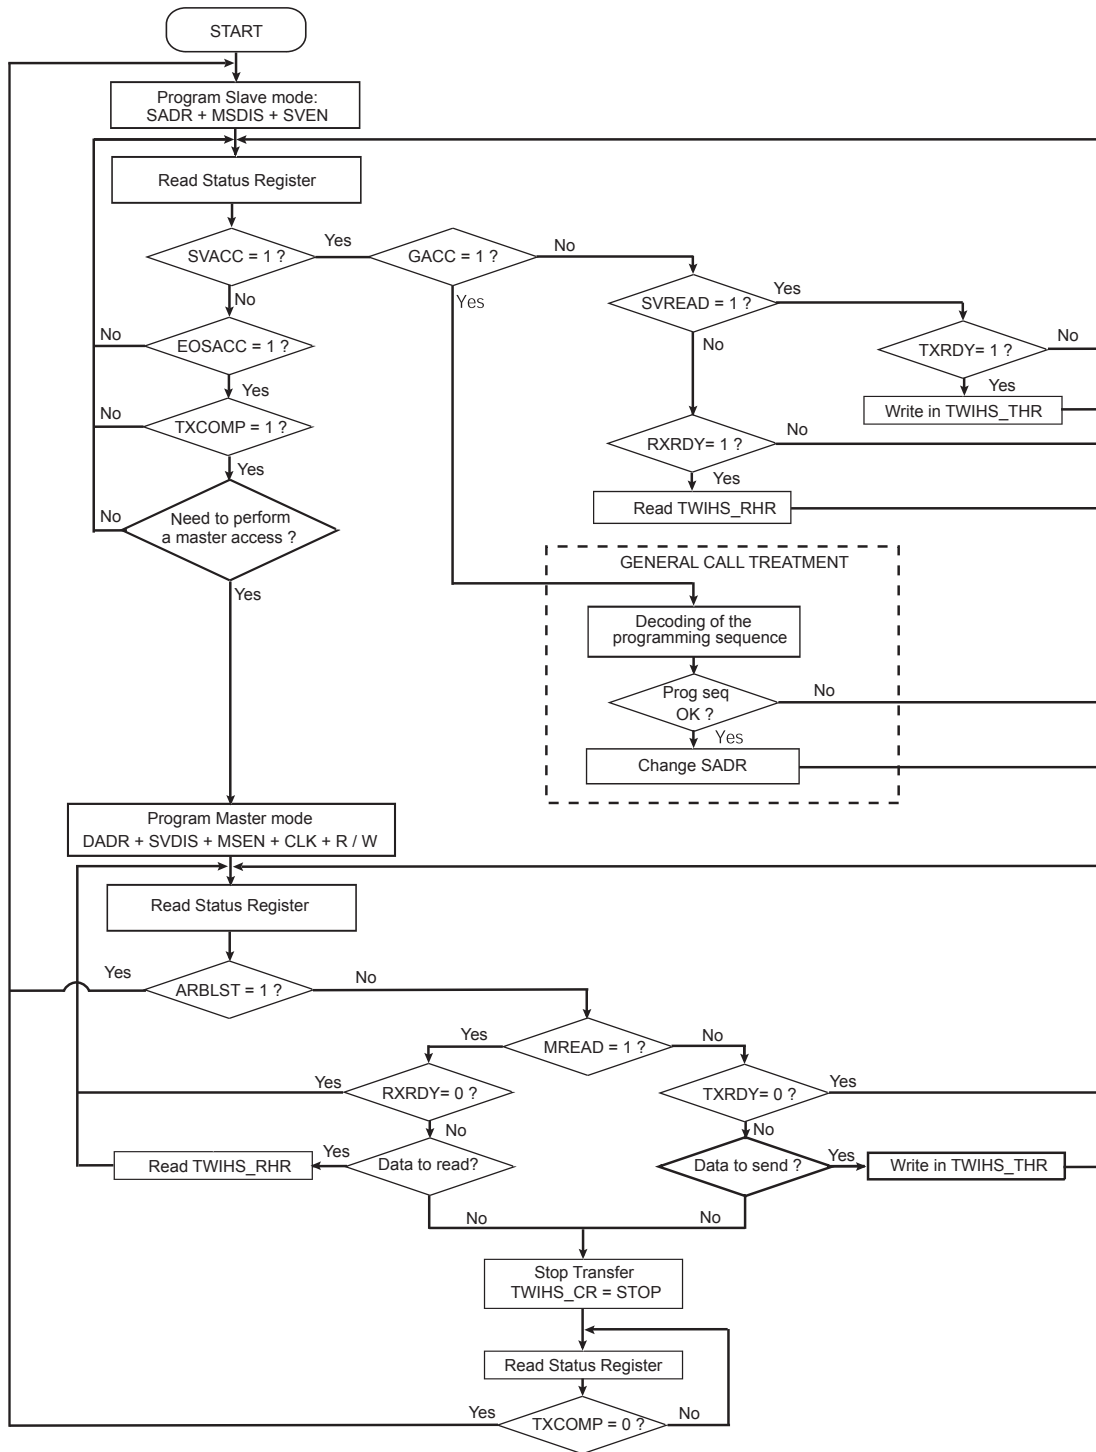 START
Program Slave mode:
SADR + MSDIS + SVEN
Read Status Register
SVACC = 1 ?
Yes
GACC = 1 ?
No
No
Yes
SVREAD = 1 ?
Yes
No
EOSACC = 1 ?
No
TXRDY= 1 ?
No
Yes
Yes
Write in TWIHS_THR
No
TXCOMP = 1 ?
RXRDY= 1 ?
No
Yes
Yes
Read TWIHS_RHR
No
Need to perform
a master access ?
Yes
GENERAL CALL TREATMENT
Decoding of the
programming sequence
Prog seq
OK ?
No
Yes
Change SADR
Program Master mode
DADR + SVDIS + MSEN + CLK + R / W
Read Status Register
Yes
ARBLST = 1 ?
No
Yes
MREAD = 1 ?
No
Yes
RXRDY= 0 ?
TXRDY= 0 ?
Yes
No
No
Read TWIHS_RHR
Yes
Data to read?
Data to send ?
Yes
Write in TWIHS_THR
No
No
Stop Transfer
TWIHS_CR = STOP
Read Status Register
Yes
TXCOMP = 0 ?
No